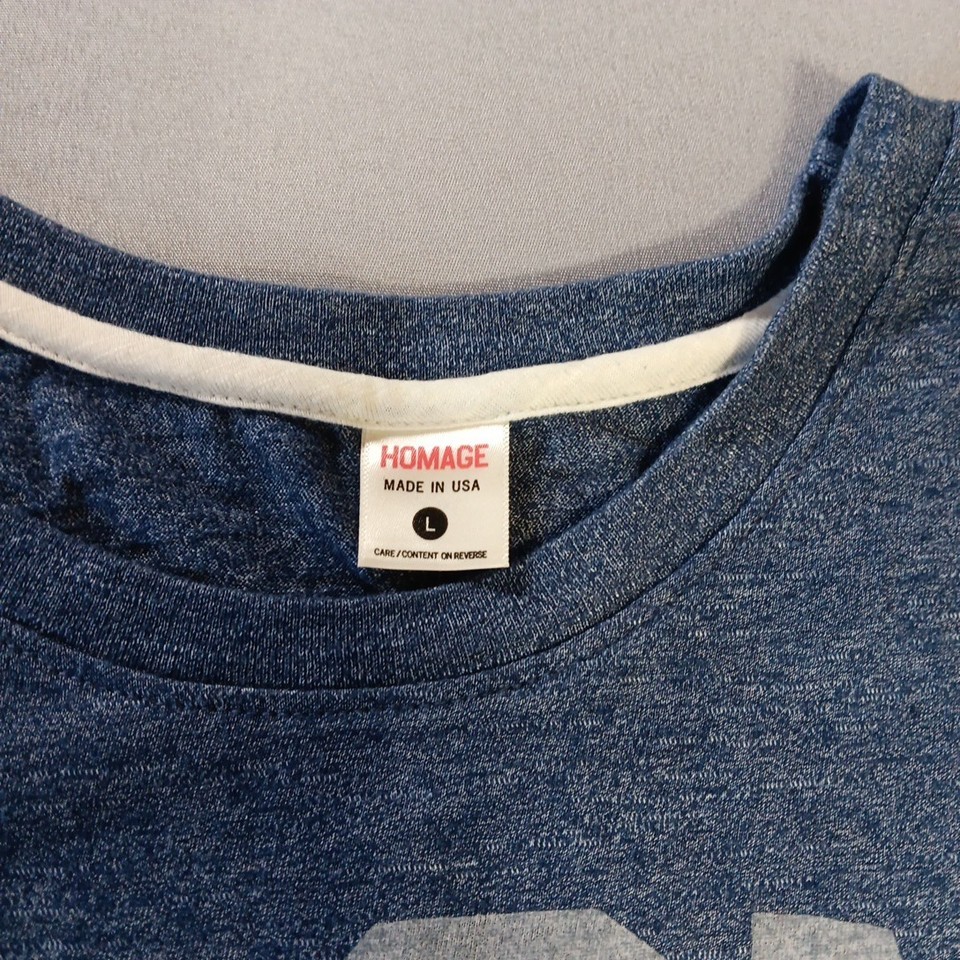 HOMAGE
MADE IN USA
L
CARE / CONTENT ON REVERSE